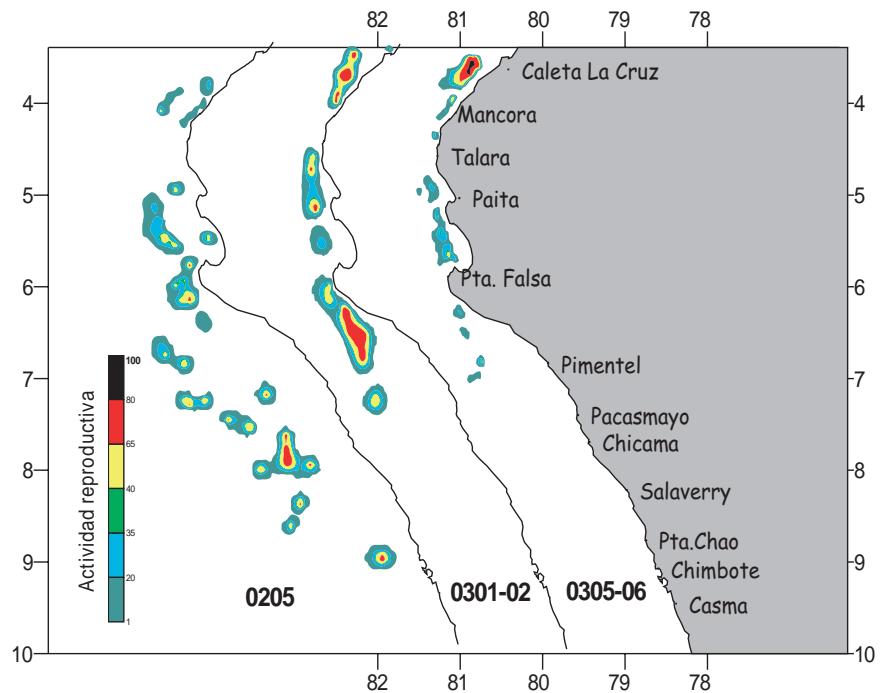 82 81 80 79 78
Caleta La Cruz
4 4
Mancora
Talara
5 Paita 5
Pta. Falsa
6 6
Pimentel
7 7
100
Pacasmayo
80
Chicama
65
8 8
Salaverry
40
Pta.Chao
35
9 9
Chimbote
20
0205 0301-02 0305-06
Casma
1
Actividad reproductiva
10 10
82 81 80 79 78